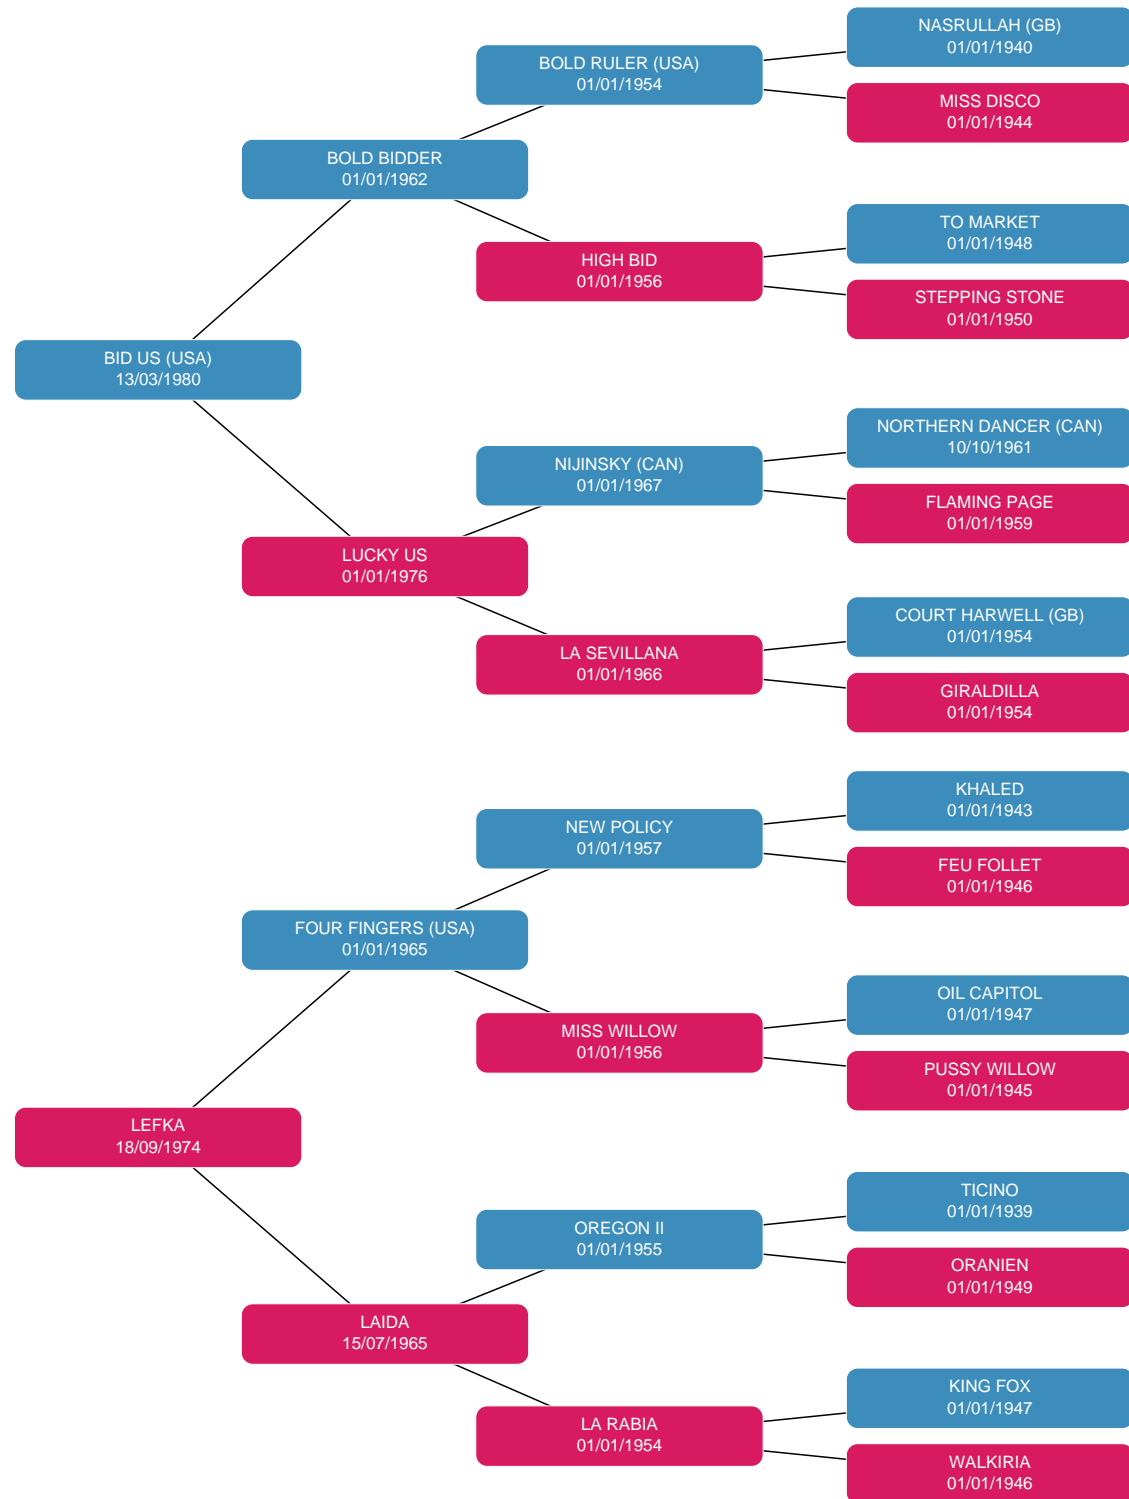 NASRULLAH (GB)
01/01/1940
BOLD RULER (USA)
01/01/1954
MISS DISCO
01/01/1944
BOLD BIDDER
01/01/1962
TO MARKET
01/01/1948
HIGH BID
01/01/1956
STEPPING STONE
01/01/1950
BID US (USA)
13/03/1980
NORTHERN DANCER (CAN)
10/10/1961
NIJINSKY (CAN)
01/01/1967
FLAMING PAGE
01/01/1959
LUCKY US
01/01/1976
COURT HARWELL (GB)
01/01/1954
LA SEVILLANA
01/01/1966
GIRALDILLA
01/01/1954
KHALED
01/01/1943
NEW POLICY
01/01/1957
FEU FOLLET
01/01/1946
FOUR FINGERS (USA)
01/01/1965
OIL CAPITOL
01/01/1947
MISS WILLOW
01/01/1956
PUSSY WILLOW
01/01/1945
LEFKA
18/09/1974
TICINO
01/01/1939
OREGON II
01/01/1955
ORANIEN
01/01/1949
LAIDA
15/07/1965
KING FOX
01/01/1947
LA RABIA
01/01/1954
WALKIRIA
01/01/1946